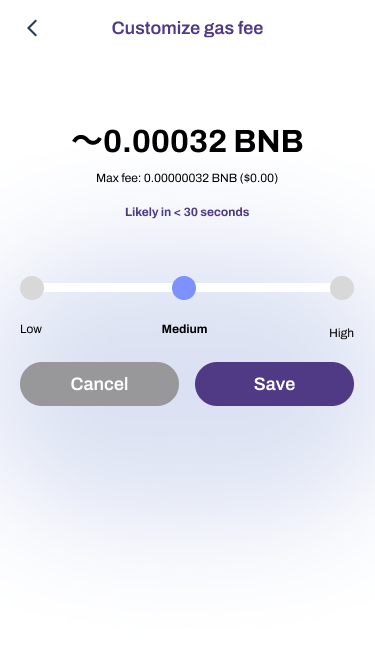 Customize gas fee
~0.00032 BNB
Max fee: 0.00000032 BNB ($0.00)
Likely in < 30 seconds
Low
Medium
High
Cancel
Save